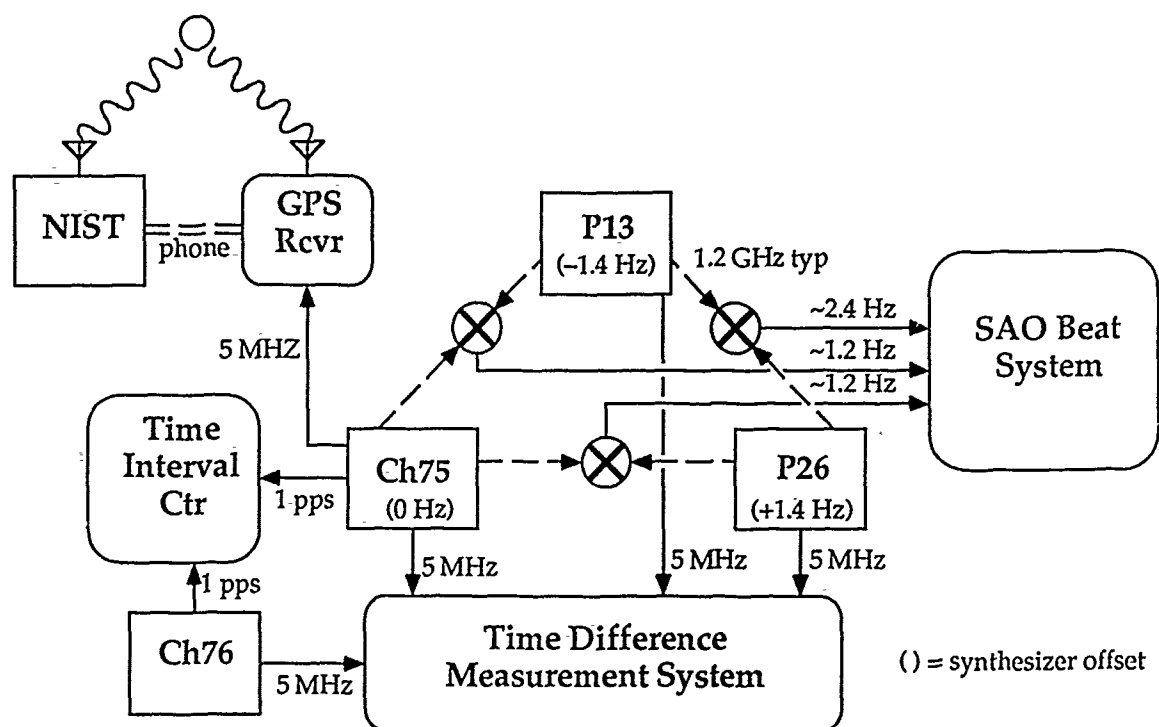 NIST
phone
GPS
Rcvr
P13
(–1.4 Hz)
1.2 GHz typ
~2.4 Hz
~1.2 Hz
~1.2 Hz
SAO Beat
System
5 MHZ
Time
Interval
Ctr
1 pps
Ch75
(0 Hz)
P26
(+1.4 Hz)
5 MHz
5 MHz
5 MHz
1 pps
Ch76
5 MHz
Time Difference
Measurement System
() = synthesizer offset